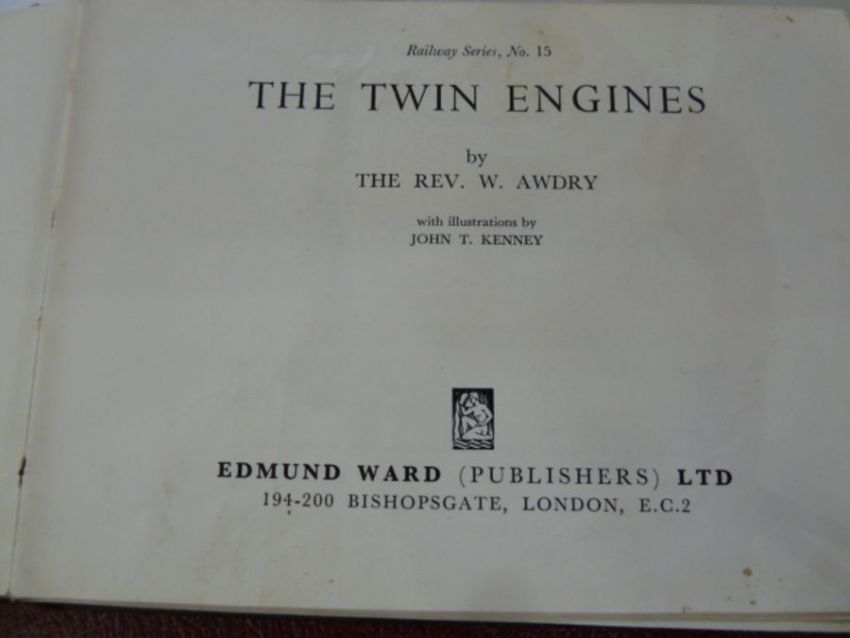 Railway Series, No. 15
THE TWIN ENGINES
by
THE REV. W. AWDRY
with illustrations by
JOHN T. KENNEY
EDMUND WARD (PUBLISHERS) LTD
194-200 BISHOPSGATE, LONDON, E.C.2